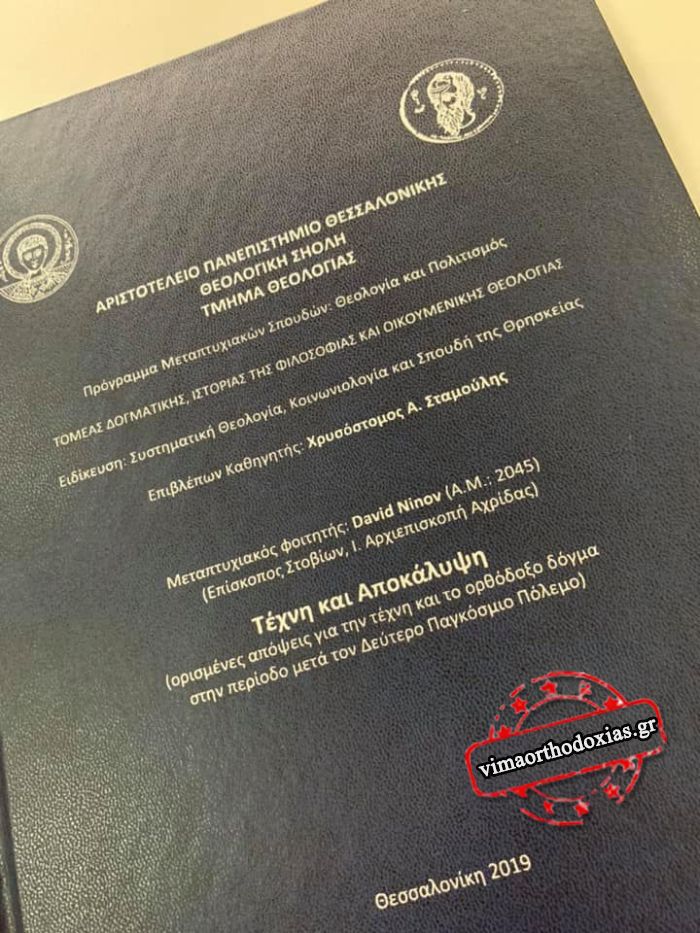 ΑΡΙΣΤΟΤΕΛΕΙΟ ΠΑΝΕΠΙΣΤΗΜΙΟ ΘΕΣΣΑΛΟΝΙΚΗΣ
ΘΕΟΛΟΓΙΚΗ ΣΗΟΛΗ
ΤΜΗΜΑ ΘΕΟΛΟΓΙΑΣ
Πρόγραμμα Μεταπτυχιακών Σπουδών: Θεολογία και Πολιτισμός
ΤΟΜΕΑΣ ΔΟΓΜΑΤΙΚΗΣ, ΙΣΤΟΡΙΑΣ ΤΗΣ ΦΙΛΟΣΟΦΙΑΣ ΚΑΙ ΟΙΚΟΥΜΕΝΙΚΗΣ ΘΕΟΛΟΓΙΑΣ
Ειδίκευση: Συστηματική Θεολογία, Κοινωνιολογία και Σπουδή της Θρησκείας
Επιβλέπων Καθηγητής: Χρυσόστομος Α. Σταμούλης
Μεταπτυχιακός φοιτητής: David Ninov (Α.Μ.: 2045)
(Επίσκοπος Στοβίων, Ι. Αρχιεπισκοπή Αχρίδας)
Τέχνη και Αποκάλυψη
(ορισμένες απόψεις για την τέχνη και το ορθόδοξο δόγμα
στην περίοδο μετά τον Δεύτερο Παγκόσμιο Πόλεμο)
vimaorthodoxias.gr
Θεσσαλονίκη 2019